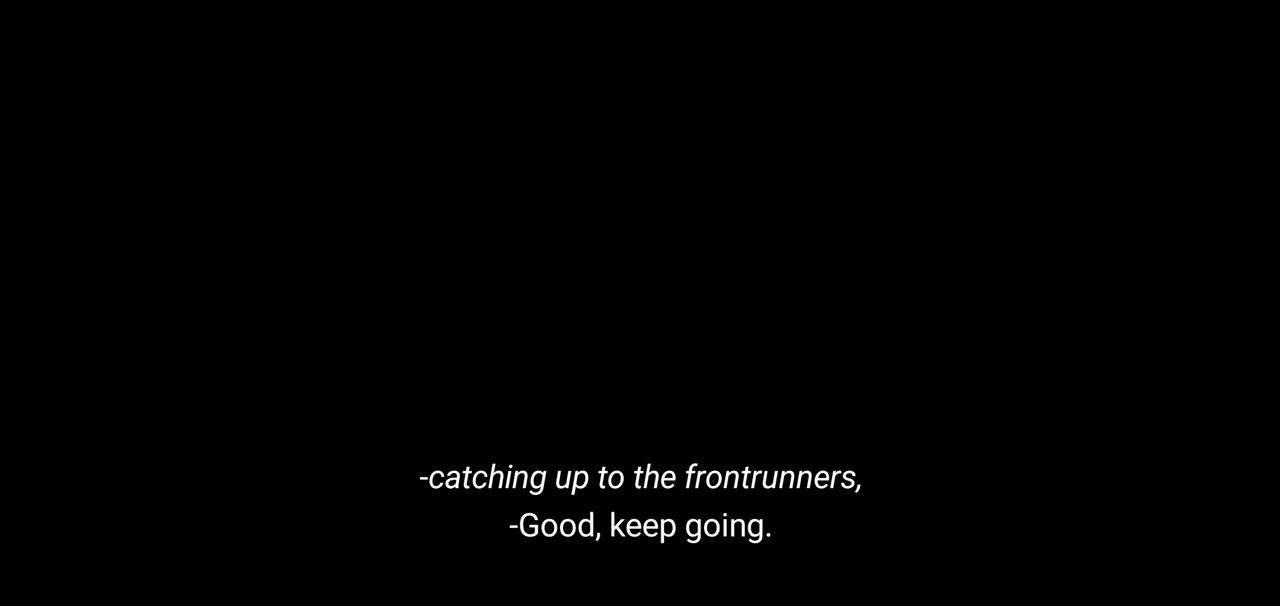 -catching up to the frontrunners,
-Good, keep going.